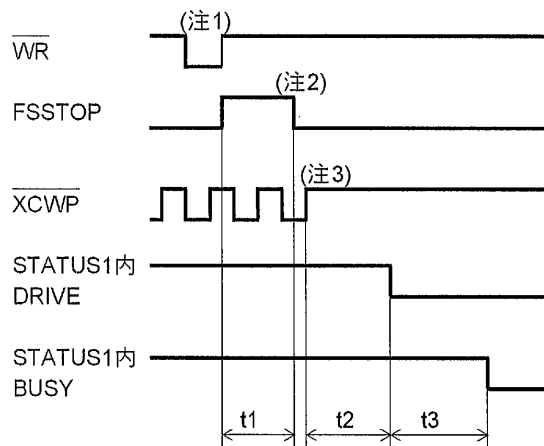 (注1)
WR
(注2)
FSSTOP
(注3)
XCWP
STATUS1内
DRIVE
STATUS1内
BUSY
t1
t2
t3